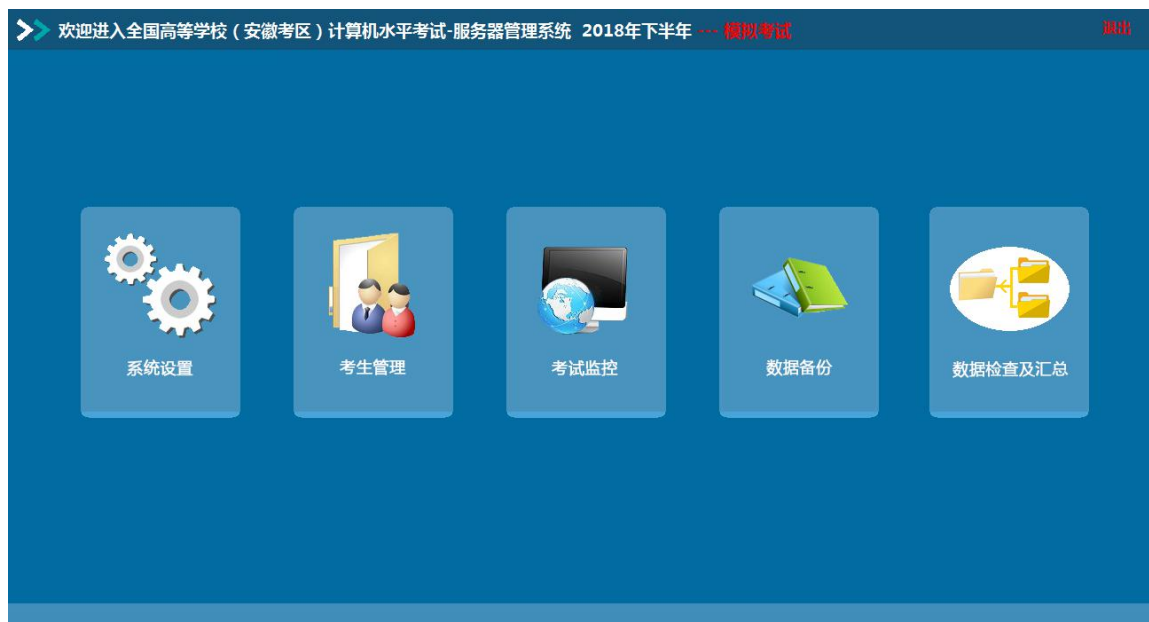 欢迎进入全国高等学校（安徽考区）计算机水平考试-服务器管理系统 2018年下半年 --- 模拟考试 退出
系统设置 考生管理 考试监控 数据备份 数据检查及汇总